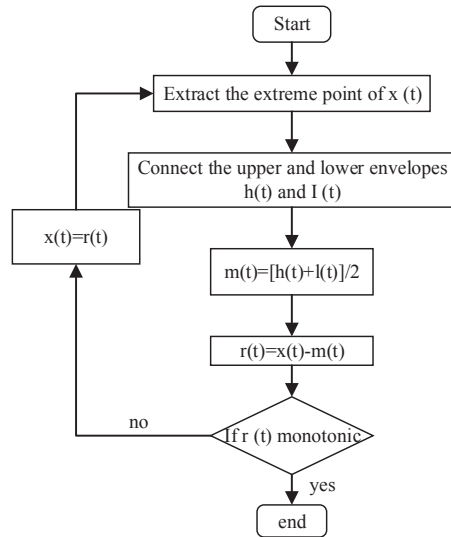 Start
Extract the extreme point of x (t)
Connect the upper and lower envelopes
h(t) and I (t)
x(t)=r(t)
m(t)=[h(t)+l(t)]/2
r(t)=x(t)-m(t)
no
If r (t) monotonic
yes
end